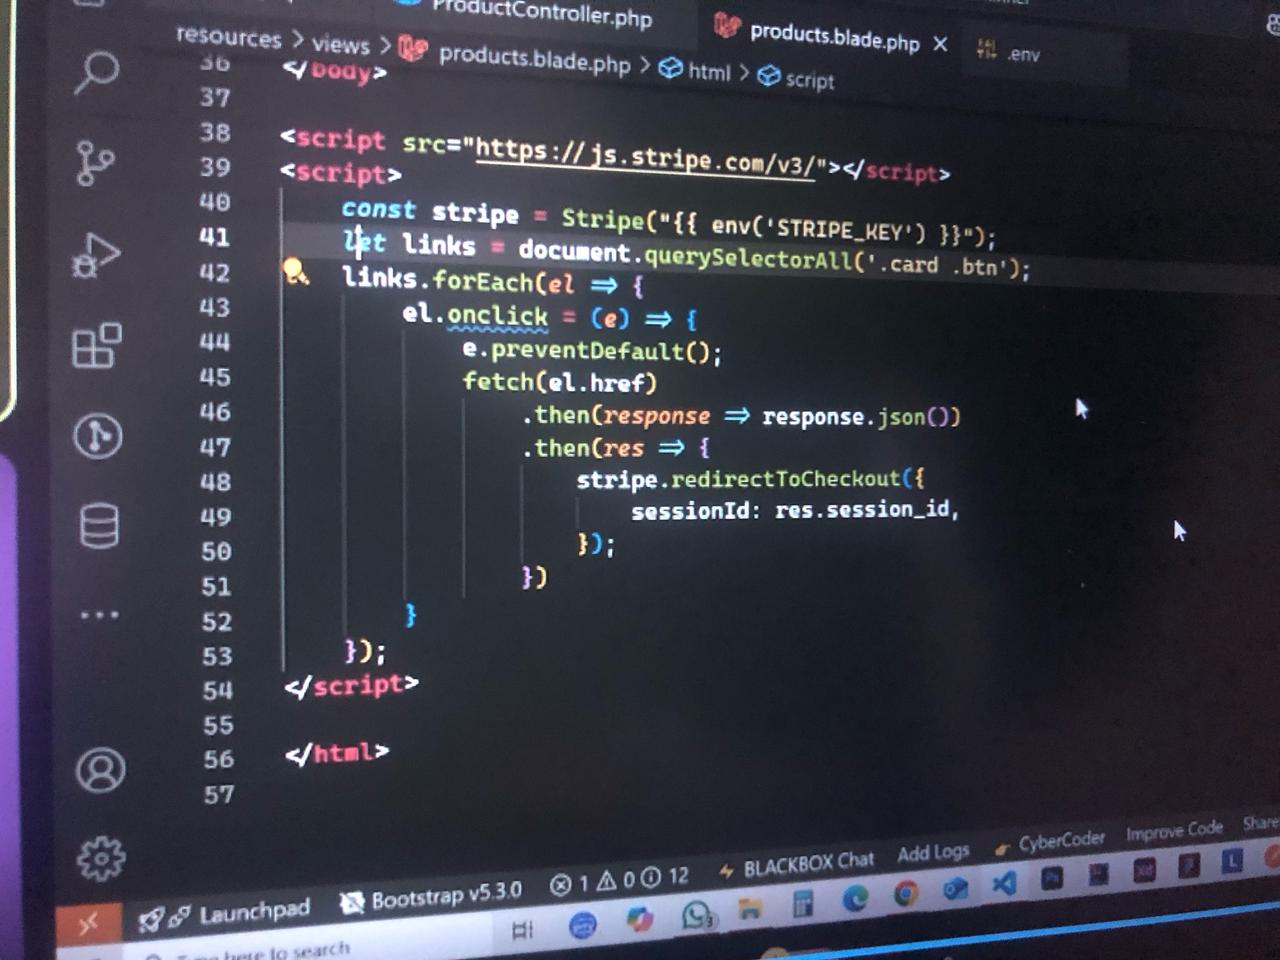 ProductController.php
products.blade.php ×
.env
resources > views > products.blade.php > html > script
36 </body>
37
38 <script src="https://js.stripe.com/v3/"></script>
39 <script>
40 const stripe = Stripe("{{ env('STRIPE_KEY') }}");
41 let links = document.querySelectorAll('.card .btn');
42 links.forEach(el => {
43 el.onclick = (e) => {
44 e.preventDefault();
45 fetch(el.href)
46 .then(response => response.json())
47 .then(res => {
48 stripe.redirectToCheckout({
49 sessionId: res.session_id,
50 });
51 })
52 }
53 });
54 </script>
55
56 </html>
57
Launchpad Bootstrap v5.3.0 1 0 12 BLACKBOX Chat Add Logs CyberCoder Improve Code Share
here to search